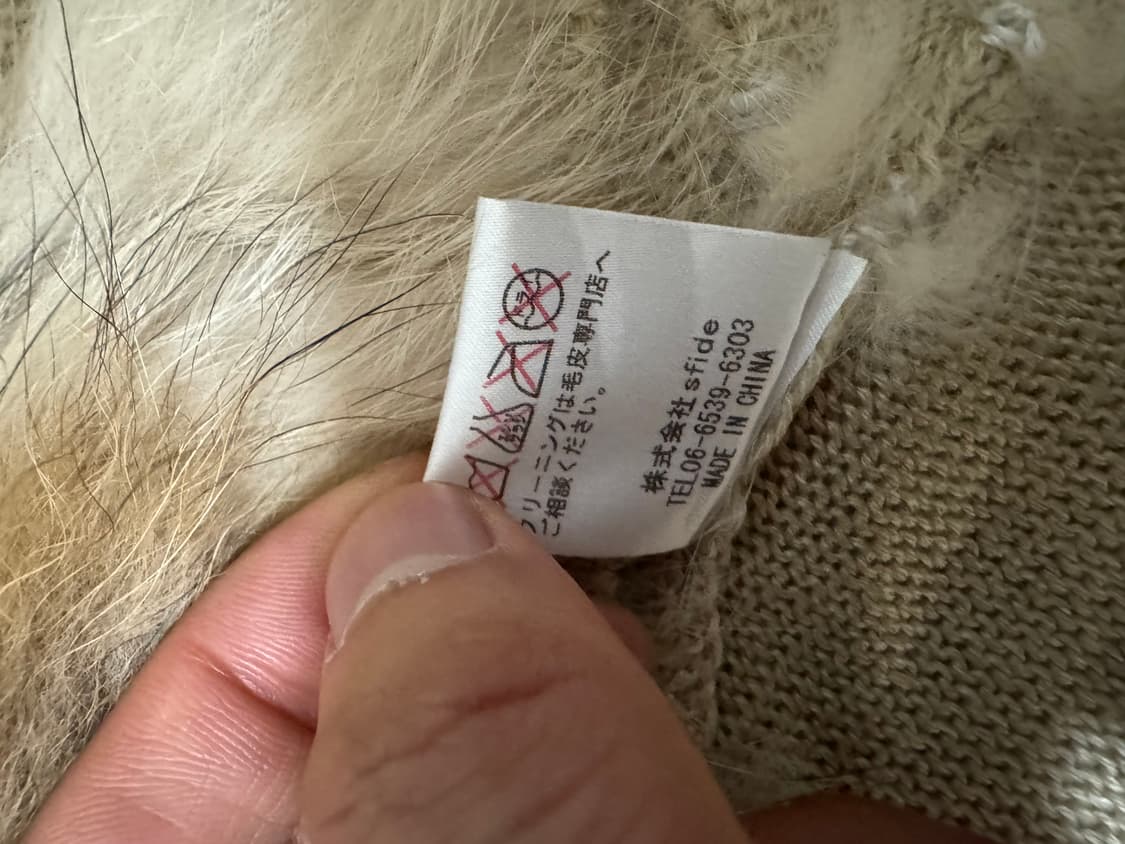 クリーニングは毛皮専門店へ
ご相談ください。
株式会社sfide
TEL06-6539-6303
MADE IN CHINA